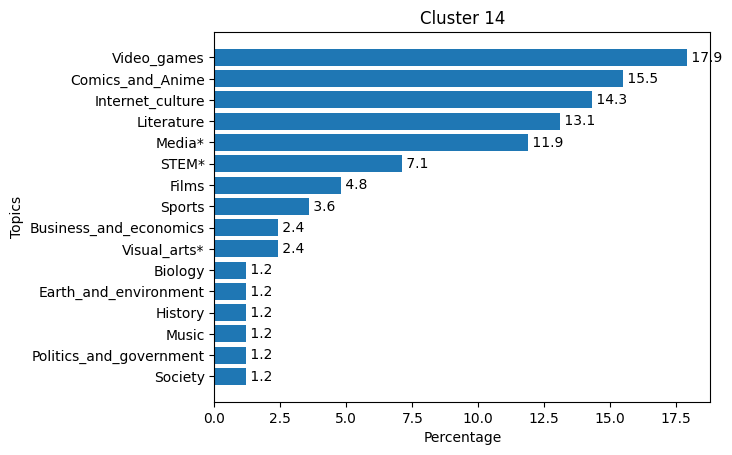 Cluster 14
Topics
Video_games 17.9
Comics_and_Anime 15.5
Internet_culture 14.3
Literature 13.1
Media* 11.9
STEM* 7.1
Films 4.8
Sports 3.6
Business_and_economics 2.4
Visual_arts* 2.4
Biology 1.2
Earth_and_environment 1.2
History 1.2
Music 1.2
Politics_and_government 1.2
Society 1.2
0.0 2.5 5.0 7.5 10.0 12.5 15.0 17.5
Percentage